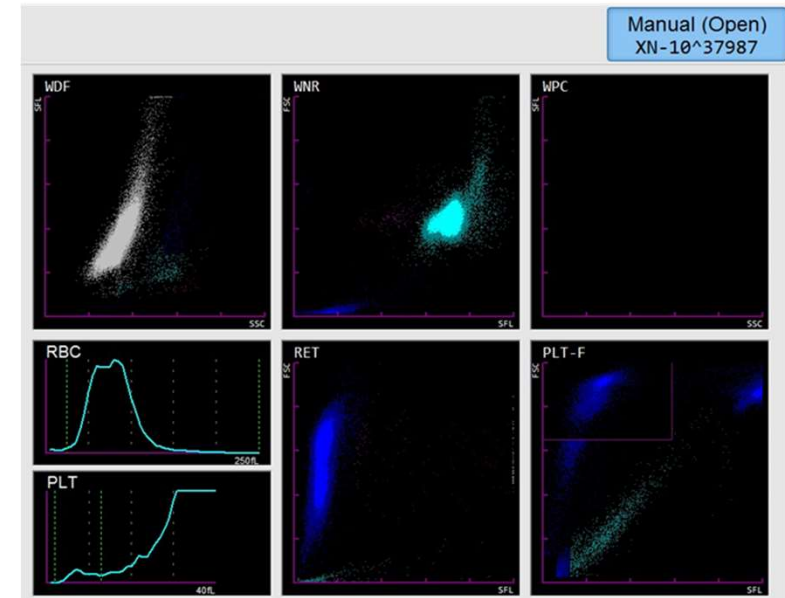 Manual (Open)
XN-10^37987
WDF
SFL
SSC
WNR
FSC
SFL
WPC
SFL
SSC
RBC
250fL
PLT
40fL
RET
FSC
SFL
PLT-F
FSC
SFL